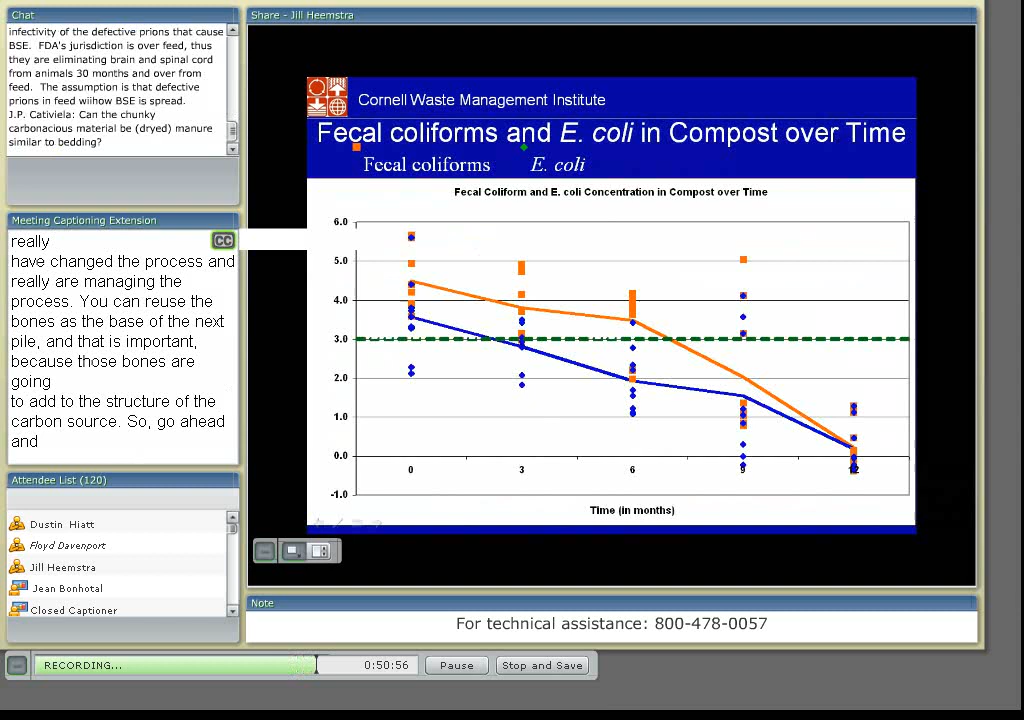 Chat
infectivity of the defective prions that cause
BSE. FDA's jurisdiction is over feed, thus
they are eliminating brain and spinal cord
from animals 30 months and over from
feed. The assumption is that defective
prions in feed wiihow BSE is spread.
J.P. Cativiela: Can the chunky
carbonacious material be (dryed) manure
similar to bedding?
Meeting Captioning Extension
CC
really
have changed the process and
really are managing the
process. You can reuse the
bones as the base of the next
pile, and that is important,
because those bones are
going
to add to the structure of the
carbon source. So, go ahead
and
Attendee List (120)
Dustin Hiatt
Floyd Davenport
Jill Heemstra
Jean Bonhotal
Closed Captioner
Share - Jill Heemstra
Cornell Waste Management Institute
Fecal coliforms and E. coli in Compost over Time
Fecal coliforms E. coli
Fecal Coliform and E. coli Concentration in Compost over Time
6.0
5.0
4.0
3.0
2.0
1.0
0.0
-1.0
0 3 6 9 12
Time (in months)
Note
For technical assistance: 800-478-0057
RECORDING... 0:50:56 Pause Stop and Save